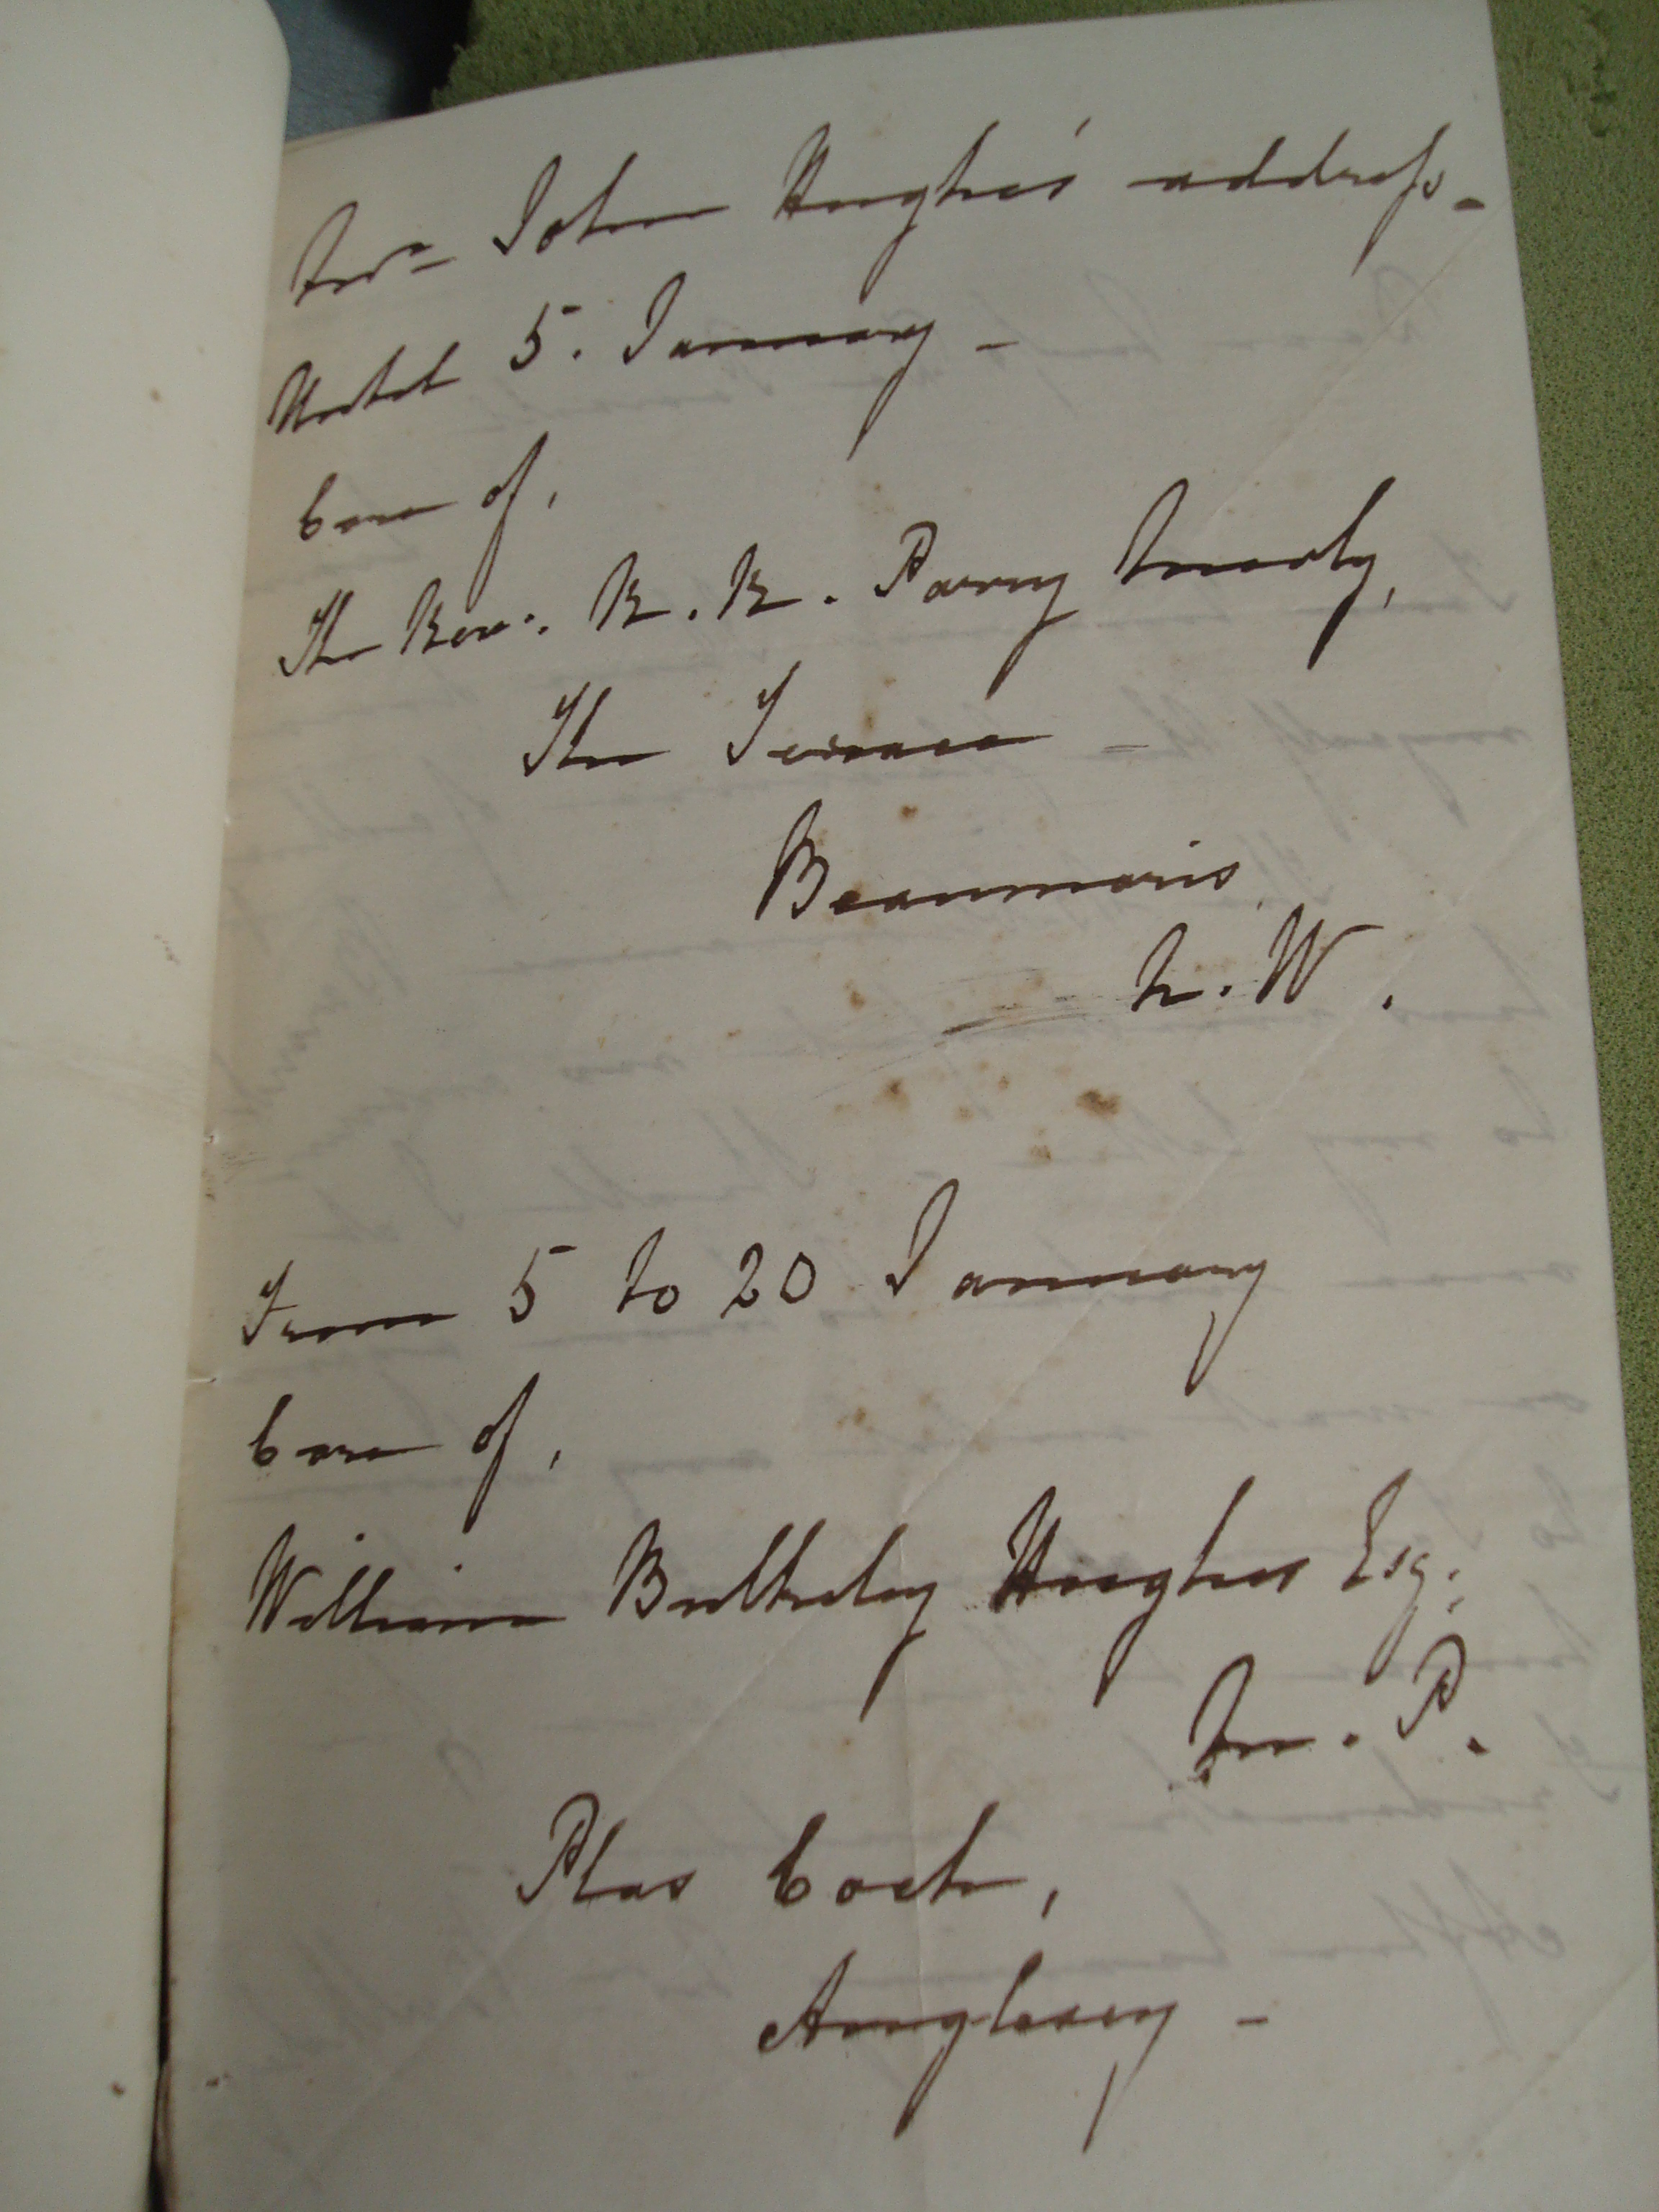 Mr John Hughes' address -
Until 5. January -
Care of,
The Rev. R. R. Parry Mealy,
The Terrace -
Beaumaris
N. W.
From 5 to 20 January
Care of,
William Bulkeley Hughes Esq.
M. P.
Plas Coch,
Anglesey -